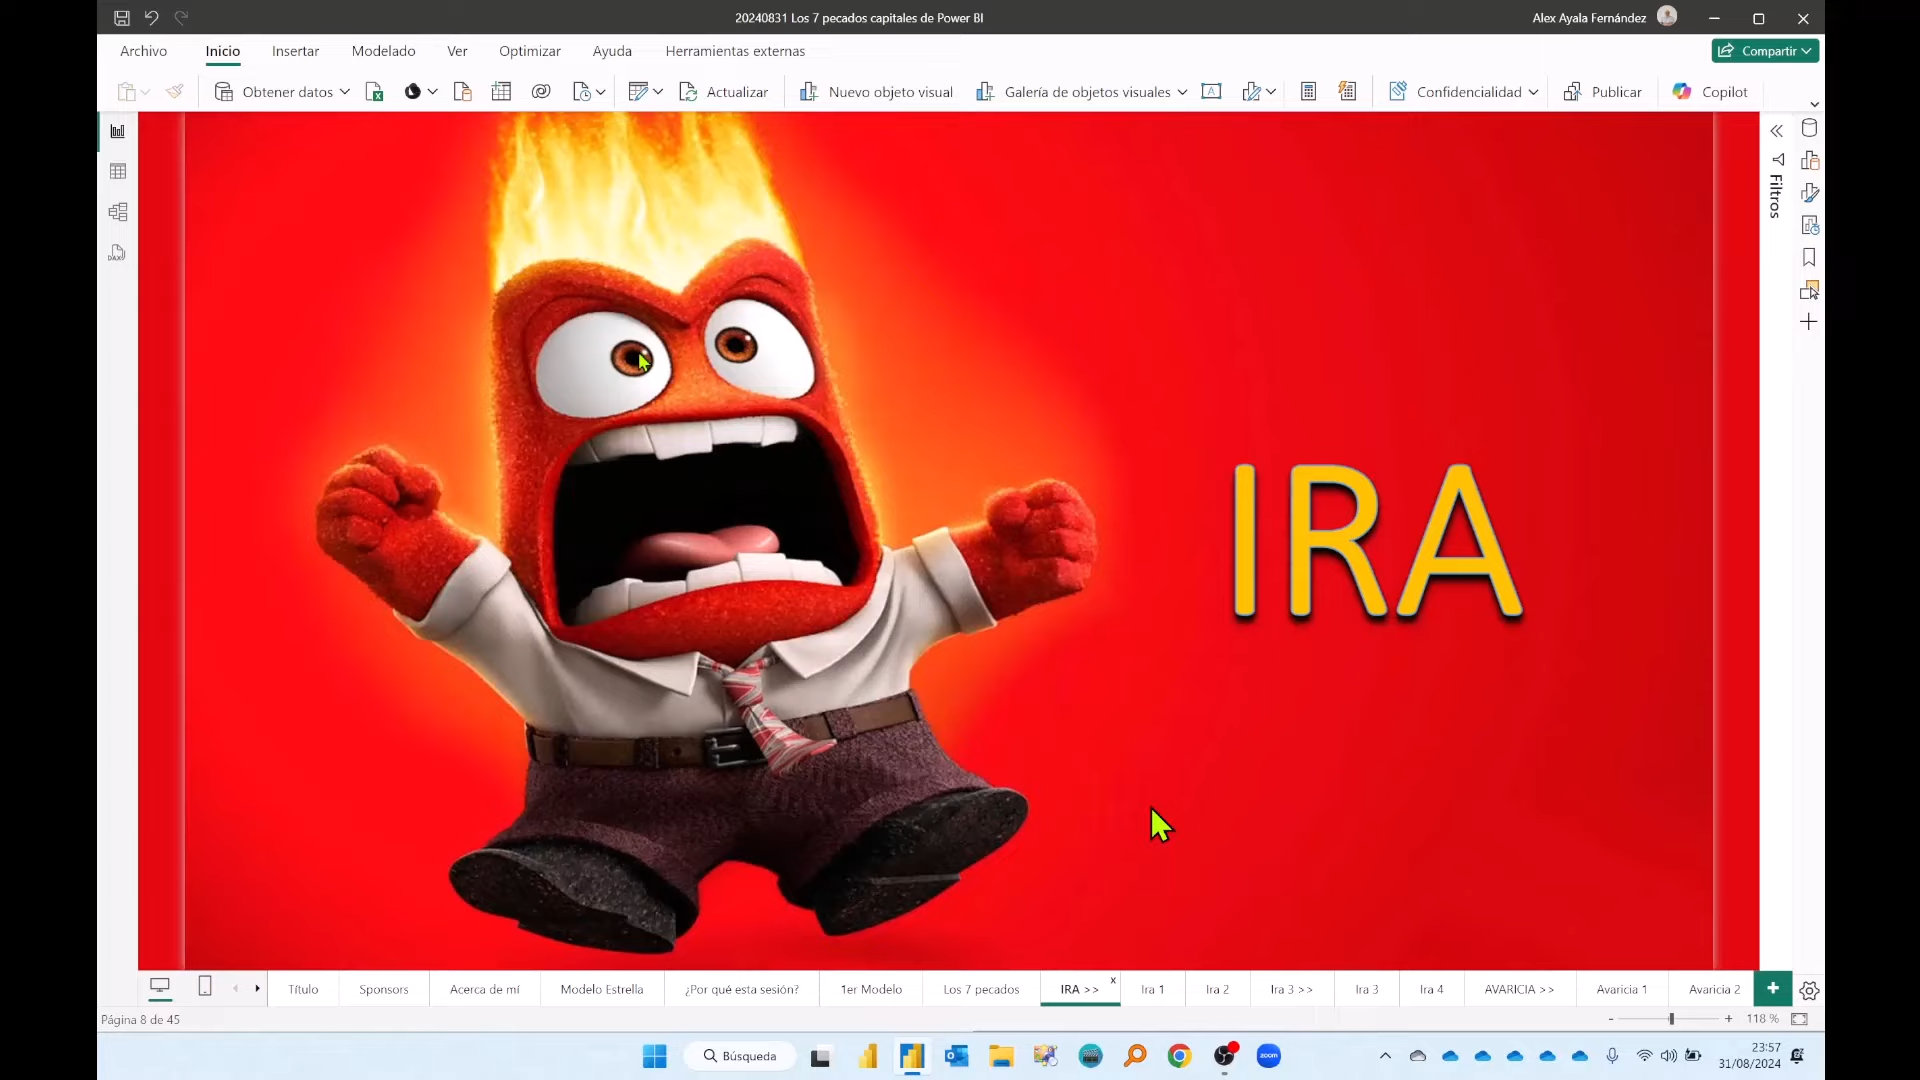 20240831 Los 7 pecados capitales de Power BI
Alex Ayala Fernández
Archivo
Inicio
Insertar
Modelado
Ver
Optimizar
Ayuda
Herramientas externas
Compartir
Obtener datos
Actualizar
Nuevo objeto visual
Galería de objetos visuales
Confidencialidad
Publicar
Copilot
Filtros
IRA
Título
Sponsors
Acerca de mí
Modelo Estrella
¿Por qué esta sesión?
1er Modelo
Los 7 pecados
IRA >>
Ira 1
Ira 2
Ira 3 >>
Ira 3
Ira 4
AVARICIA >>
Avaricia 1
Avaricia 2
Página 8 de 45
- + 118 %
Búsqueda
zoom
23:57
31/08/2024